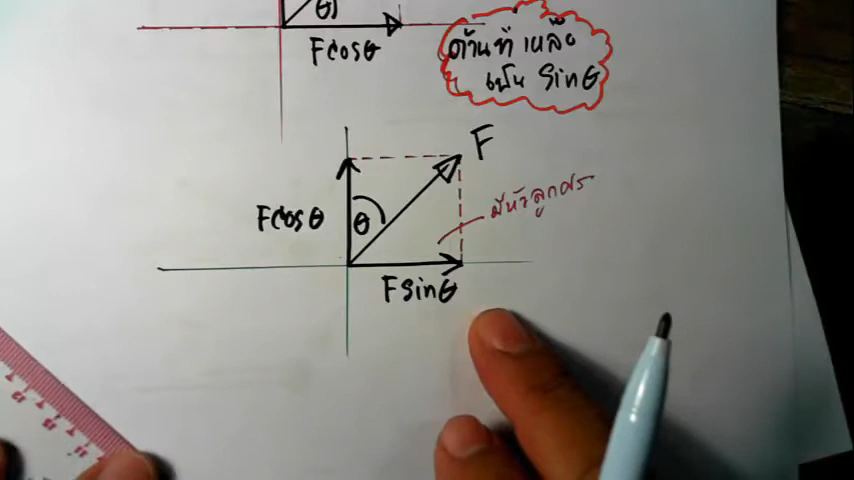 θ
Fcosθ
ด้านที่ เหลือ
เป็น Sinθ
F
Fcosθ
θ
มีหัวลูกศร
Fsinθ